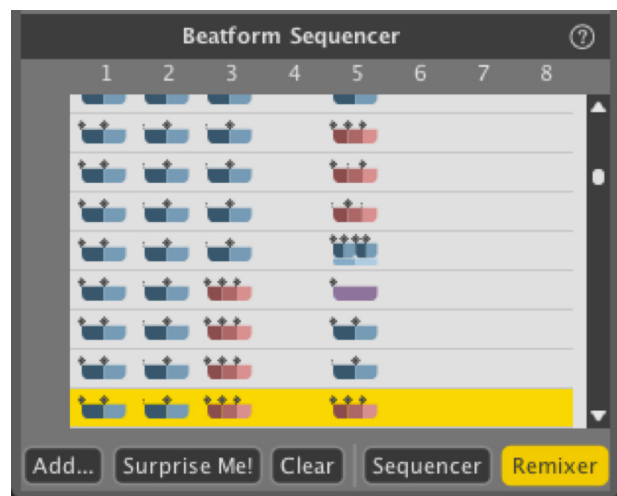 Beatform Sequencer ?
1 2 3 4 5 6 7 8
Add... Surprise Me! Clear Sequencer Remixer